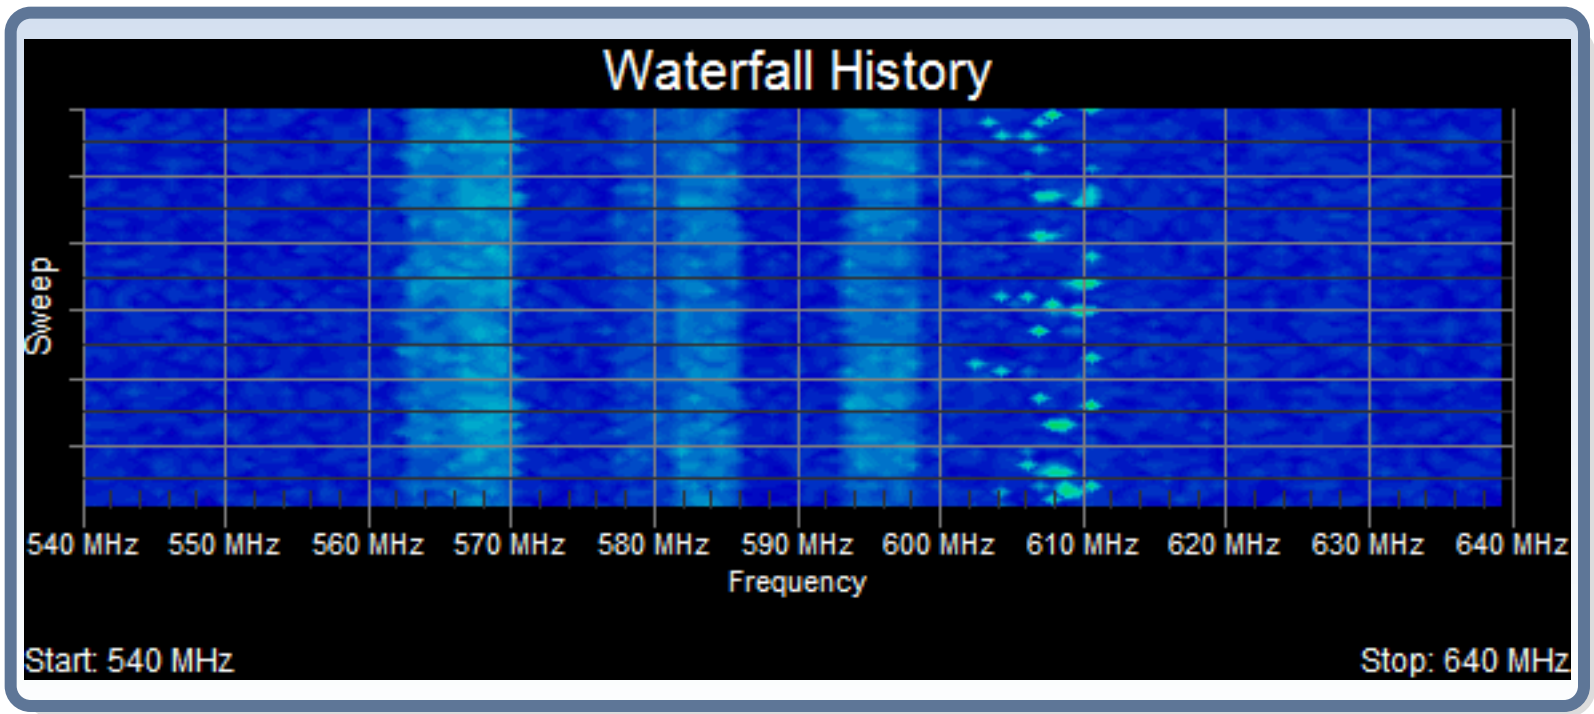 Waterfall History
Sweep
540 MHz 550 MHz 560 MHz 570 MHz 580 MHz 590 MHz 600 MHz 610 MHz 620 MHz 630 MHz 640 MHz
Frequency
Start: 540 MHz Stop: 640 MHz